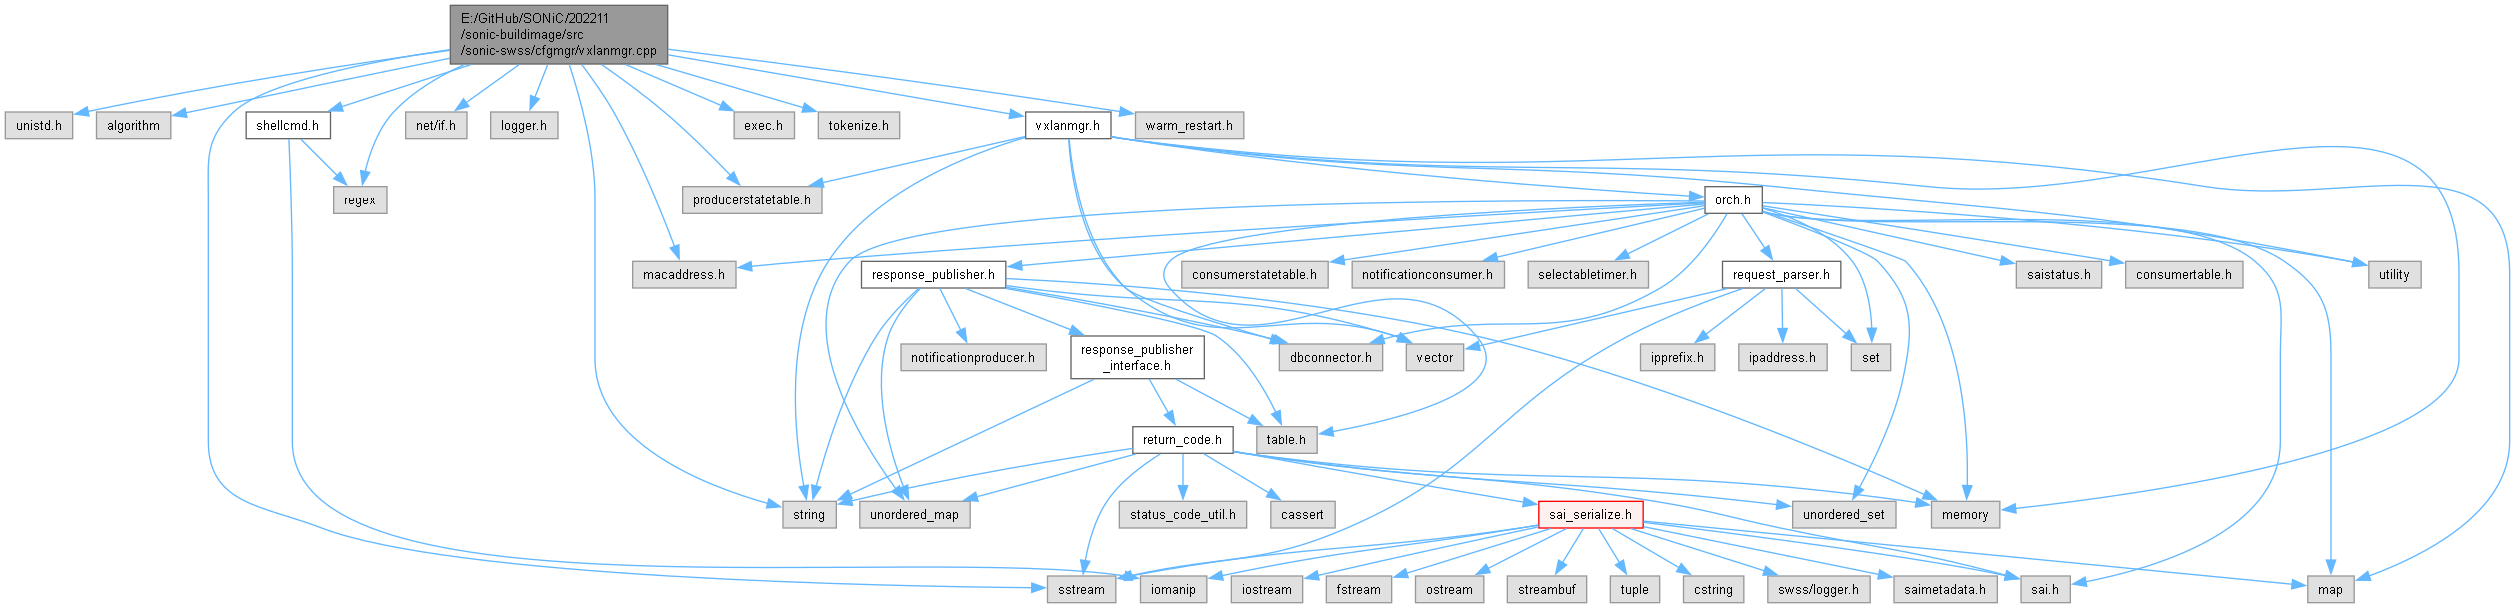 E:/GitHub/SONiC/202211
/sonic-buildimage/src
/sonic-swss/cfgmgr/vxlanmgr.cpp
unistd.h
algorithm
shellcmd.h
net/if.h
logger.h
exec.h
tokenize.h
vxlanmgr.h
warm_restart.h
regex
producerstatetable.h
orch.h
macaddress.h
response_publisher.h
consumerstatetable.h
notificationconsumer.h
selectabletimer.h
request_parser.h
saistatus.h
consumertable.h
utility
notificationproducer.h
response_publisher
_interface.h
dbconnector.h
vector
ipprefix.h
ipaddress.h
set
return_code.h
table.h
string
unordered_map
status_code_util.h
cassert
sai_serialize.h
unordered_set
memory
sstream
iomanip
iostream
fstream
ostream
streambuf
tuple
cstring
swss/logger.h
saimetadata.h
sai.h
map